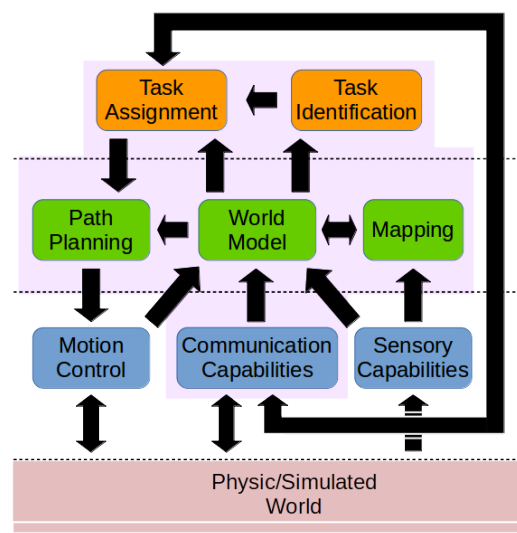 Task
Assignment
Task
Identification
Path
Planning
World
Model
Mapping
Motion
Control
Communication
Capabilities
Sensory
Capabilities
Physic/Simulated
World